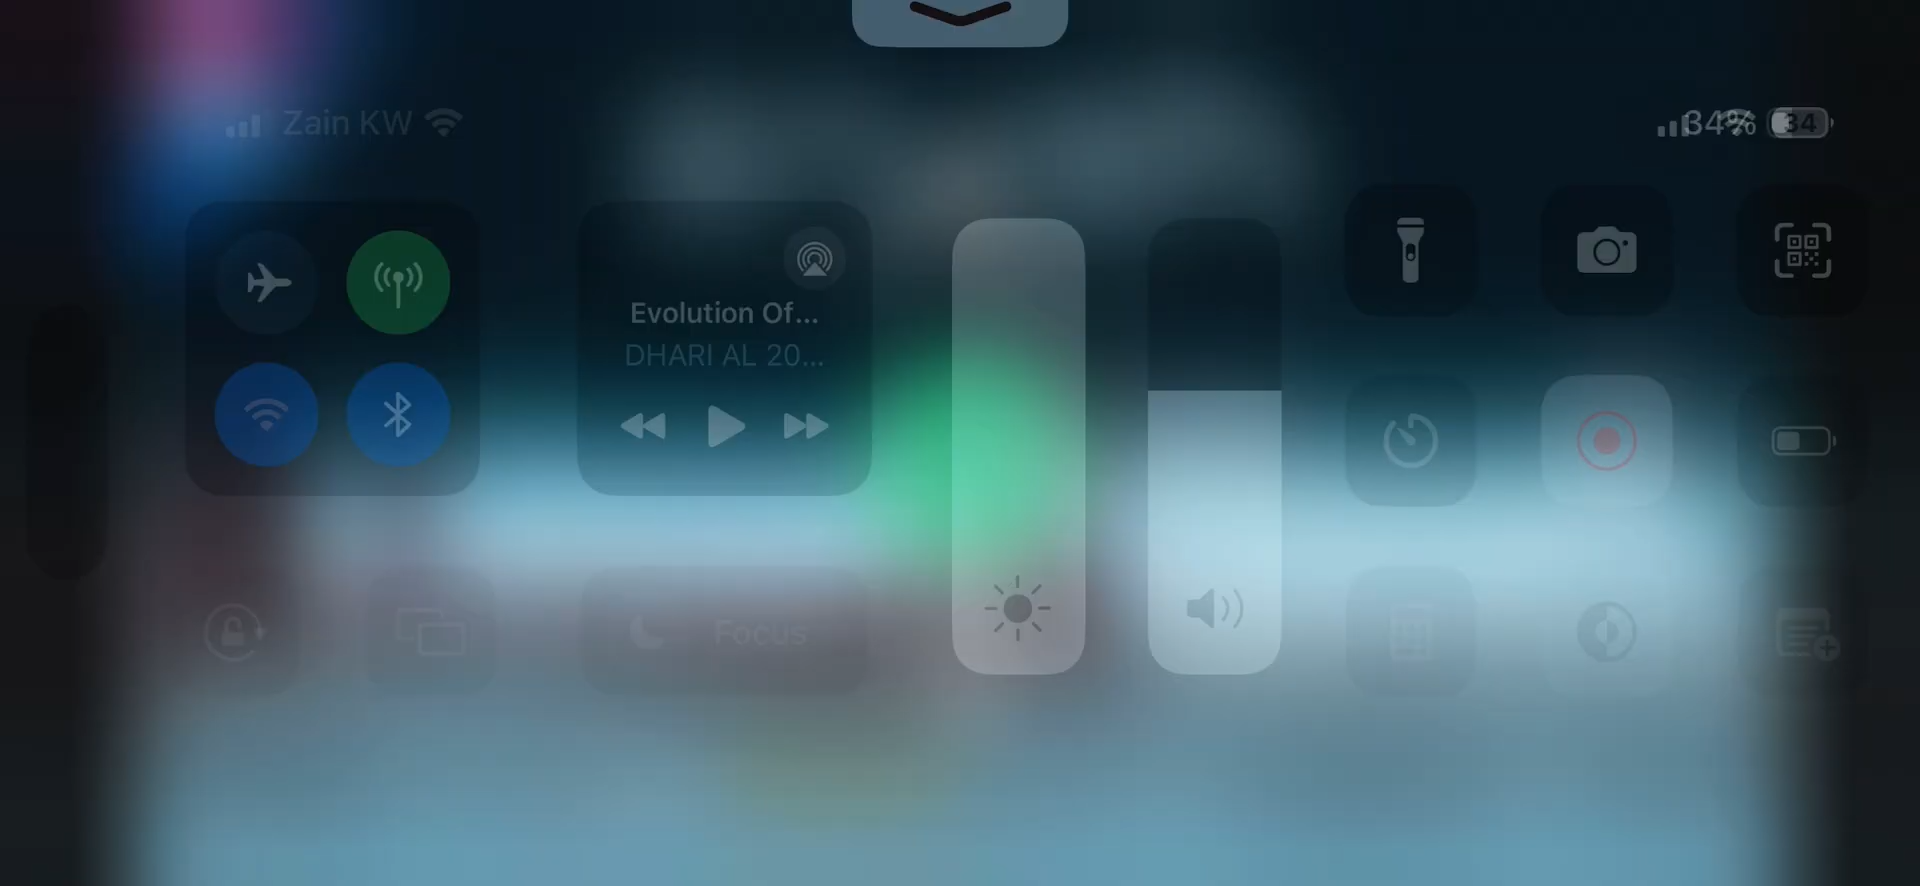 Zain KW
34%
34
Evolution Of...
DHARI AL 20...
Focus